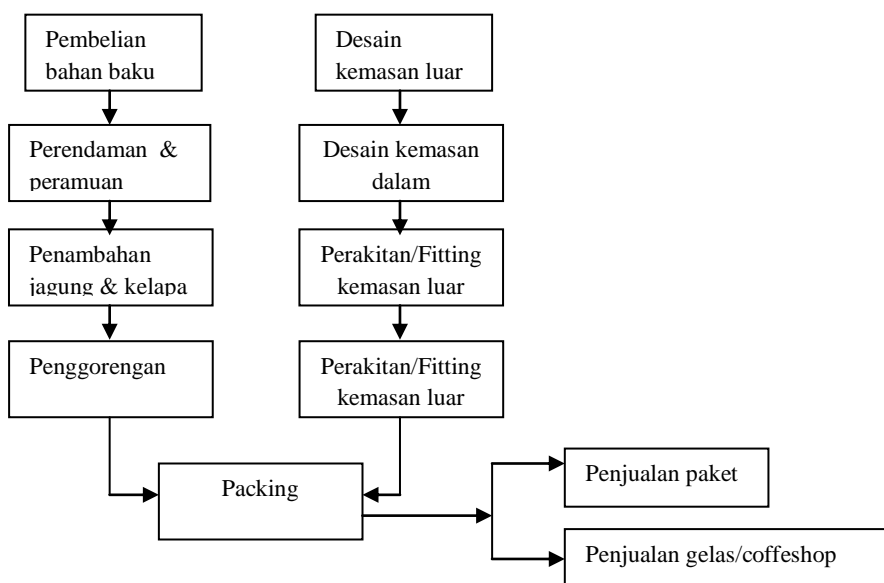 Pembelian
bahan baku
Desain
kemasan luar
Perendaman &
peramuan
Desain kemasan
dalam
Penambahan
jagung & kelapa
Perakitan/Fitting
kemasan luar
Penggorengan
Perakitan/Fitting
kemasan luar
Packing
Penjualan paket
Penjualan gelas/coffeshop